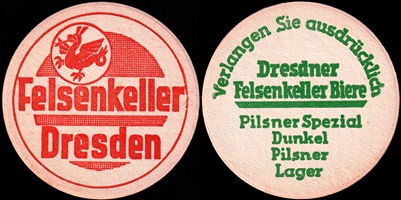 Felsenkeller
Dresden
Verlangen Sie ausdrücklich
Dresdner
Felsenkeller Biere
Pilsner Spezial
Dunkel
Pilsner
Lager